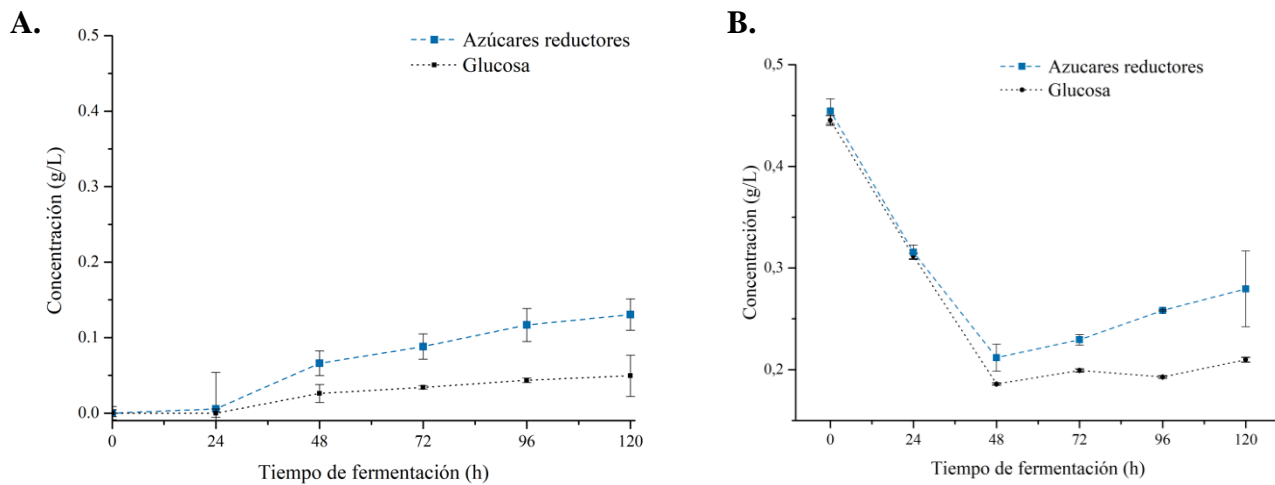 A.
Azúcares reductores
Glucosa
Concentración (g/L)
0.5
0.4
0.3
0.2
0.1
0.0
0 24 48 72 96 120
Tiempo de fermentación (h)
B.
Azucares reductores
Glucosa
Concentración (g/L)
0,5
0,4
0,3
0,2
0 24 48 72 96 120
Tiempo de fermentación (h)